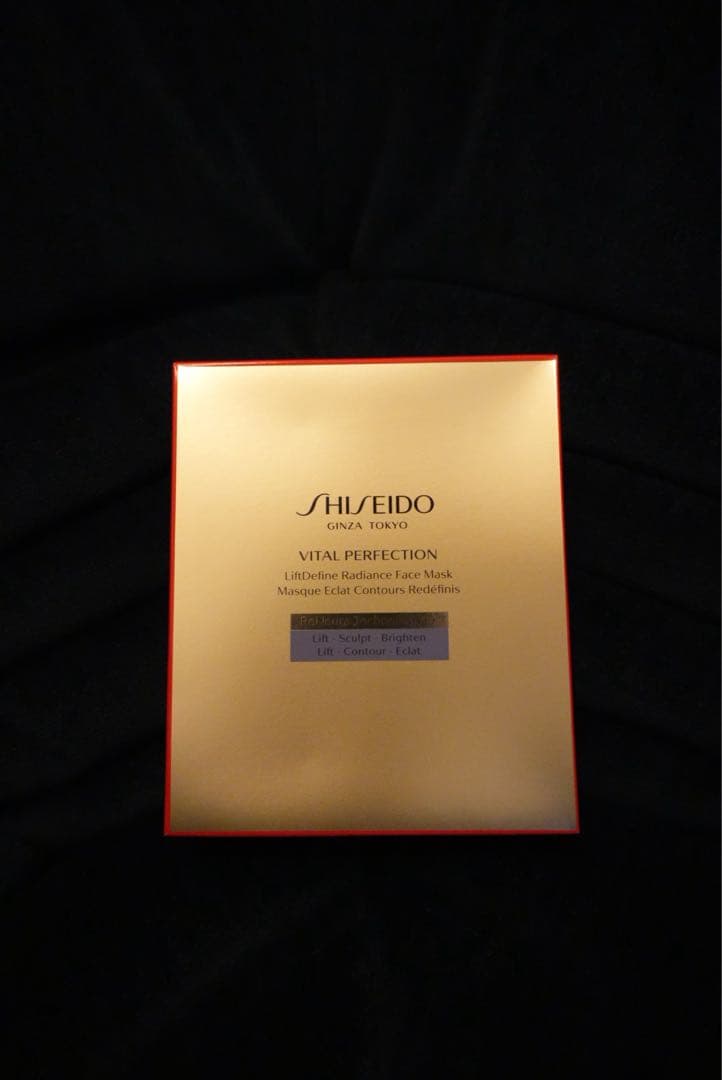 SHISEIDO
GINZA TOKYO
VITAL PERFECTION
LiftDefine Radiance Face Mask
Masque Eclat Contours Redéfinis
Lift · Sculpt · Brighten
Lift · Contour · Eclat